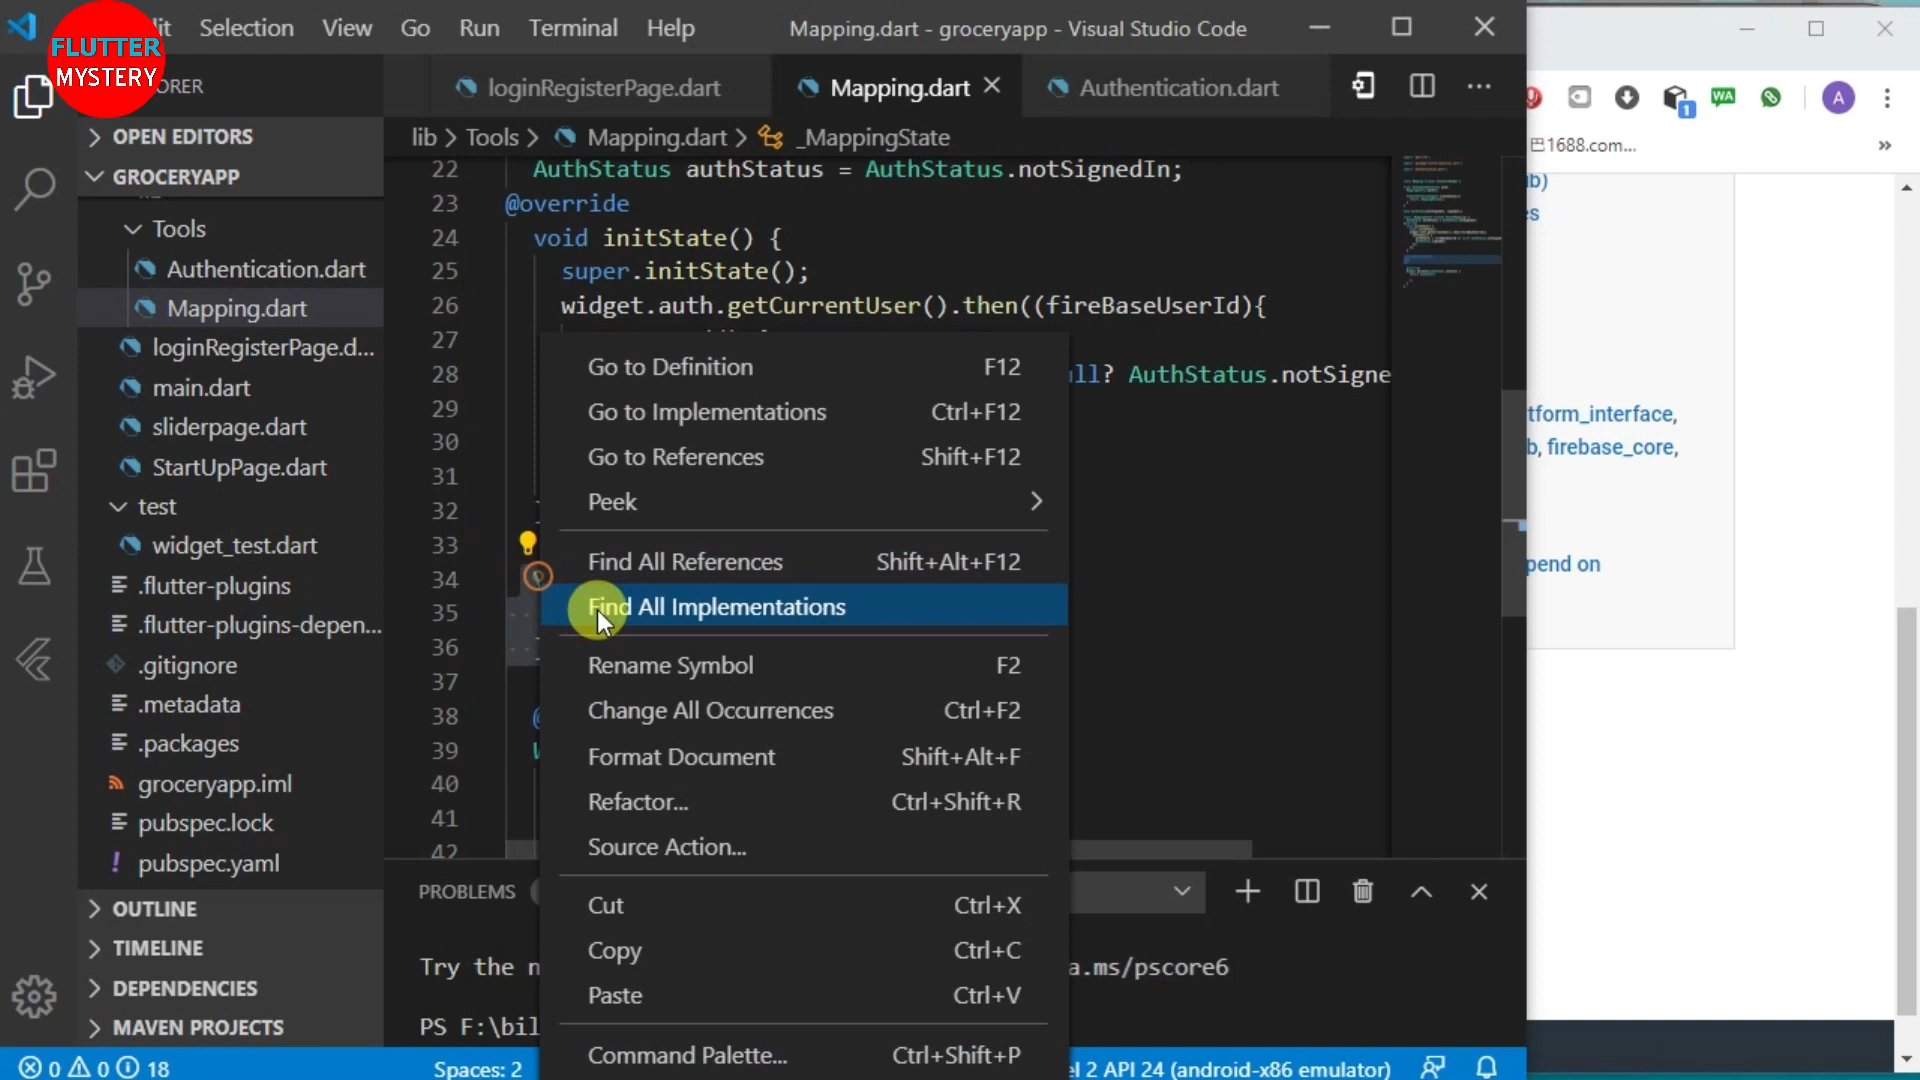 FLUTTER
MYSTERY
Selection View Go Run Terminal Help
Mapping.dart - groceryapp - Visual Studio Code
loginRegisterPage.dart
Mapping.dart
Authentication.dart
lib > Tools > Mapping.dart > _MappingState
OPEN EDITORS
GROCERYAPP
Tools
Authentication.dart
Mapping.dart
loginRegisterPage.d...
main.dart
sliderpage.dart
StartUpPage.dart
test
widget_test.dart
.flutter-plugins
.flutter-plugins-depen...
.gitignore
.metadata
.packages
groceryapp.iml
pubspec.lock
pubspec.yaml
OUTLINE
TIMELINE
DEPENDENCIES
MAVEN PROJECTS
22 AuthStatus authStatus = AuthStatus.notSignedIn;
23 @override
24 void initState() {
25 super.initState();
26 widget.auth.getCurrentUser().then((fireBaseUserId){
27
28 ull? AuthStatus.notSigne
29
30
31
32
33
34
35
36
37
38 @
39 W
40
41
42
Go to Definition F12
Go to Implementations Ctrl+F12
Go to References Shift+F12
Peek
Find All References Shift+Alt+F12
Find All Implementations
Rename Symbol F2
Change All Occurrences Ctrl+F2
Format Document Shift+Alt+F
Refactor... Ctrl+Shift+R
Source Action...
Cut Ctrl+X
Copy Ctrl+C
Paste Ctrl+V
Command Palette... Ctrl+Shift+P
PROBLEMS
Try the n
a.ms/pscore6
PS F:\bil
0 0 18
Spaces: 2
el 2 API 24 (android-x86 emulator)
1
WA
A
1688.com...
»
ub)
es
tform_interface,
b, firebase_core,
pend on